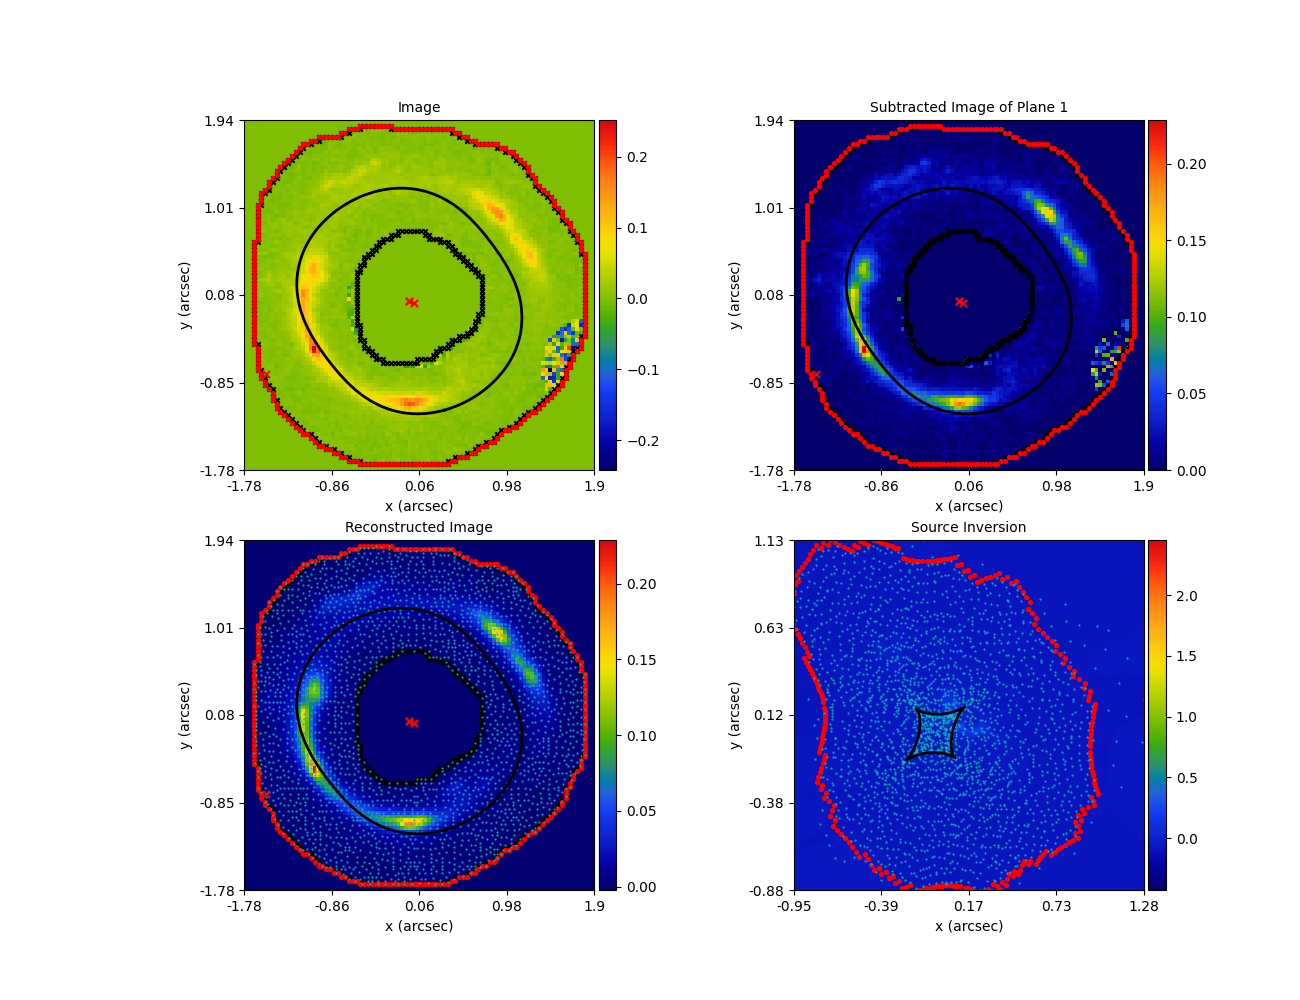 Image
1.94
1.01
0.08
-0.85
-1.78
y (arcsec)
-1.78 -0.86 0.06 0.98 1.9
x (arcsec)
0.2
0.1
0.0
−0.1
−0.2
Subtracted Image of Plane 1
1.94
1.01
0.08
-0.85
-1.78
y (arcsec)
-1.78 -0.86 0.06 0.98 1.9
x (arcsec)
0.20
0.15
0.10
0.05
0.00
Reconstructed Image
1.94
1.01
0.08
-0.85
-1.78
y (arcsec)
-1.78 -0.86 0.06 0.98 1.9
x (arcsec)
0.20
0.15
0.10
0.05
0.00
Source Inversion
1.13
0.63
0.12
-0.38
-0.88
y (arcsec)
-0.95 -0.39 0.17 0.73 1.28
x (arcsec)
2.0
1.5
1.0
0.5
0.0